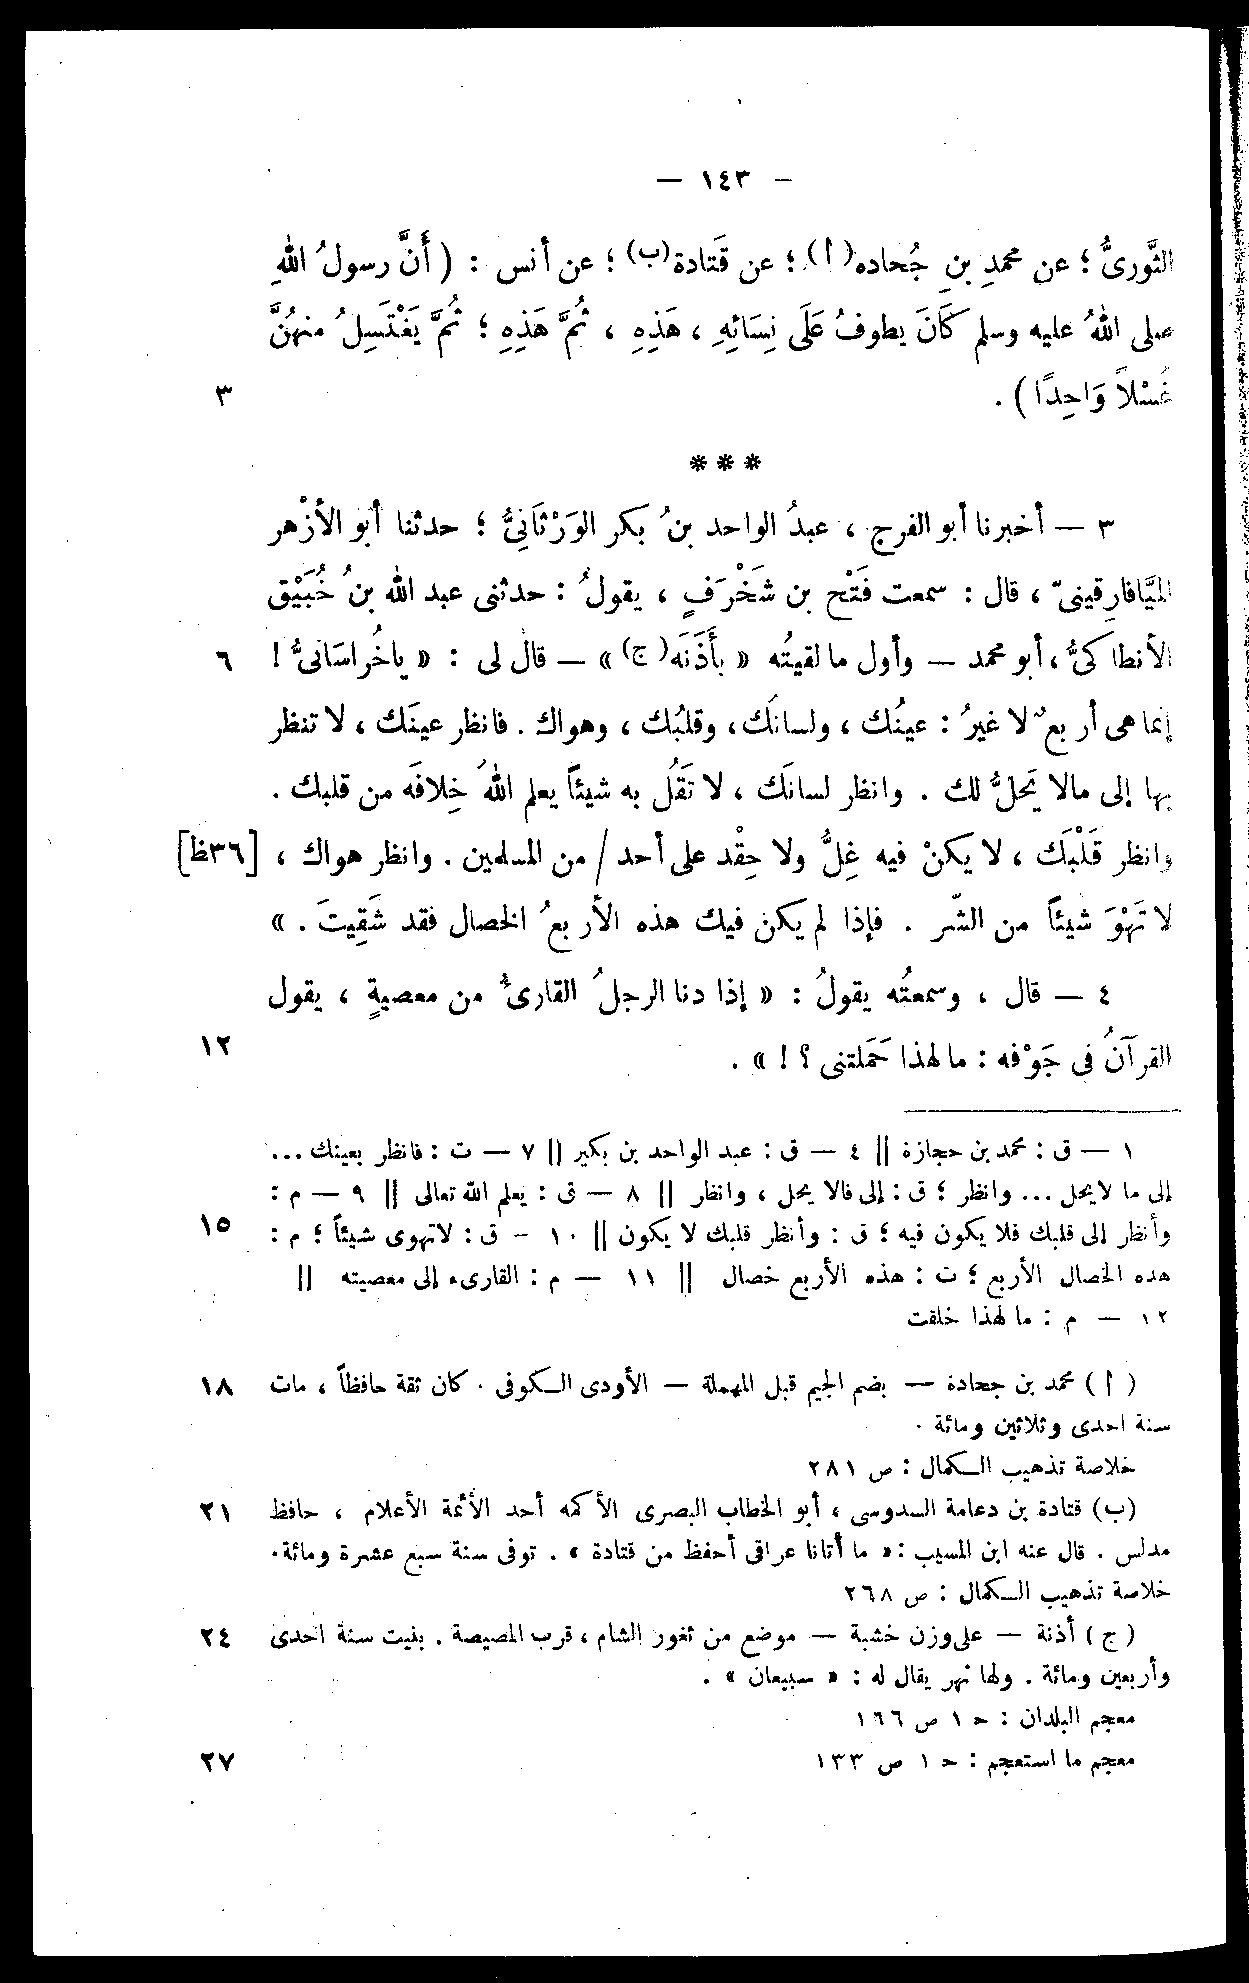 — ١٤٣ —
الثَّورىُّ ؛ عن محمدِ بنِ جُحاده(أ) ؛ عن قَتادة(ب) ؛ عن أنس : ( أَنَّ رسولُ اللهِ
صلى اللهُ عليه وسلم كَانَ يطوفُ عَلَى نِسَائِهِ ، هَذِهِ ، ثُمَّ هَذِهِ ؛ ثُمَّ يَغْتَسِلُ منهُنَّ
غُسْلاً وَاحِدًا ) . ٣
***
٣ — أخبرنا أبو الفرج ، عبدُ الواحد بنُ بكر الوَرْثَانِىُّ ؛ حدثنا أبو الأزْهر
الميَّافارِقينىّ ، قال : سمعت فَتْح بن شَخْرَفٍ ، يقولُ : حدثنى عبد الله بنُ خُبَيْق
الأنطاكىُّ ، أبو محمد — وأول ما لقيتُه « بأَذَنَه(ج) » — قال لى : « ياخُراسَانىُّ ! ٦
إنما هى أربعٌ لا غيرُ : عينُك ، ولسانَك ، وقلبُك ، وهواك . فانظر عينَك ، لا تنظر
بها إلى مالا يَحلُّ لك . وانظر لسانَك ، لا تَقُل به شيئاً يعلم اللهُ خِلافَه من قلبك .
وانظر قَلْبَك ، لا يكنْ فيه غِلٌّ ولا حِقْد على أحد / من المسلمين . وانظر هواك ، [٣٦ظ]
لا تَهْوَ شيئاً من الشّر . فإذا لم يكن فيك هذه الأربعُ الخصال فقد شَقِيتَ . »
٤ — قال ، وسمعتُه يقولُ : « إذا دنا الرجلُ القارىُٔ من معصيةٍ ، يقول
القرآنُ فى جَوْفه : ما لهذا حَمَلتنى ؟ ! » . ١٢
١ — ق : محمد بن حجازة || ٤ — ق : عبد الواحد بن بكير || ٧ — ت : فانظر بعينك ...
إلى ما لا يحل ... وانظر ؛ ق : إلى فالا يحل ، وانظر || ٨ — ق : يعلم الله تعالى || ٩ — م :
وأنظر إلى قلبك فلا يكون فيه ؛ ق : وأنظر قلبك لا يكون || ١٠ - ق : لاتهوى شيئاً ؛ م : ١٥
هده الخصال الأربع ؛ ت : هذه الأربع خصال || ١١ — م : القارىء إلى معصيته ||
١٢ — م : ما لهذا خلقت
( أ ) محمد بن جحادة — بضم الجيم قبل المهملة — الأودى الكوفى . كان ثقة حافظاً ، مات ١٨
سنة احدى وثلاثين ومائة .
خلاصة تذهيب الكمال : ص ٢٨١
(ب) قتادة بن دعامة السدوسى ، أبو الخطاب البصرى الأكمه أحد الأئمة الأعلام ، حافظ ٢١
مدلس . قال عنه ابن المسيب : « ما أتانا عراقى أحفظ من قتادة » . توفى سنة سبع عشرة ومائة .
خلاصة تذهيب الكمال : ص ٢٦٨
( ج ) أذنة — على وزن خشبة — موضع من ثغور الشام ، قرب المصيصة . بنيت سنة احدى ٢٤
وأربعين ومائة . ولها نهر يقال له : « سيعان » .
معجم البلدان : ح ١ ص ١٦٦
معجم ما استعجم : ح ١ ص ١٣٣ ٢٧